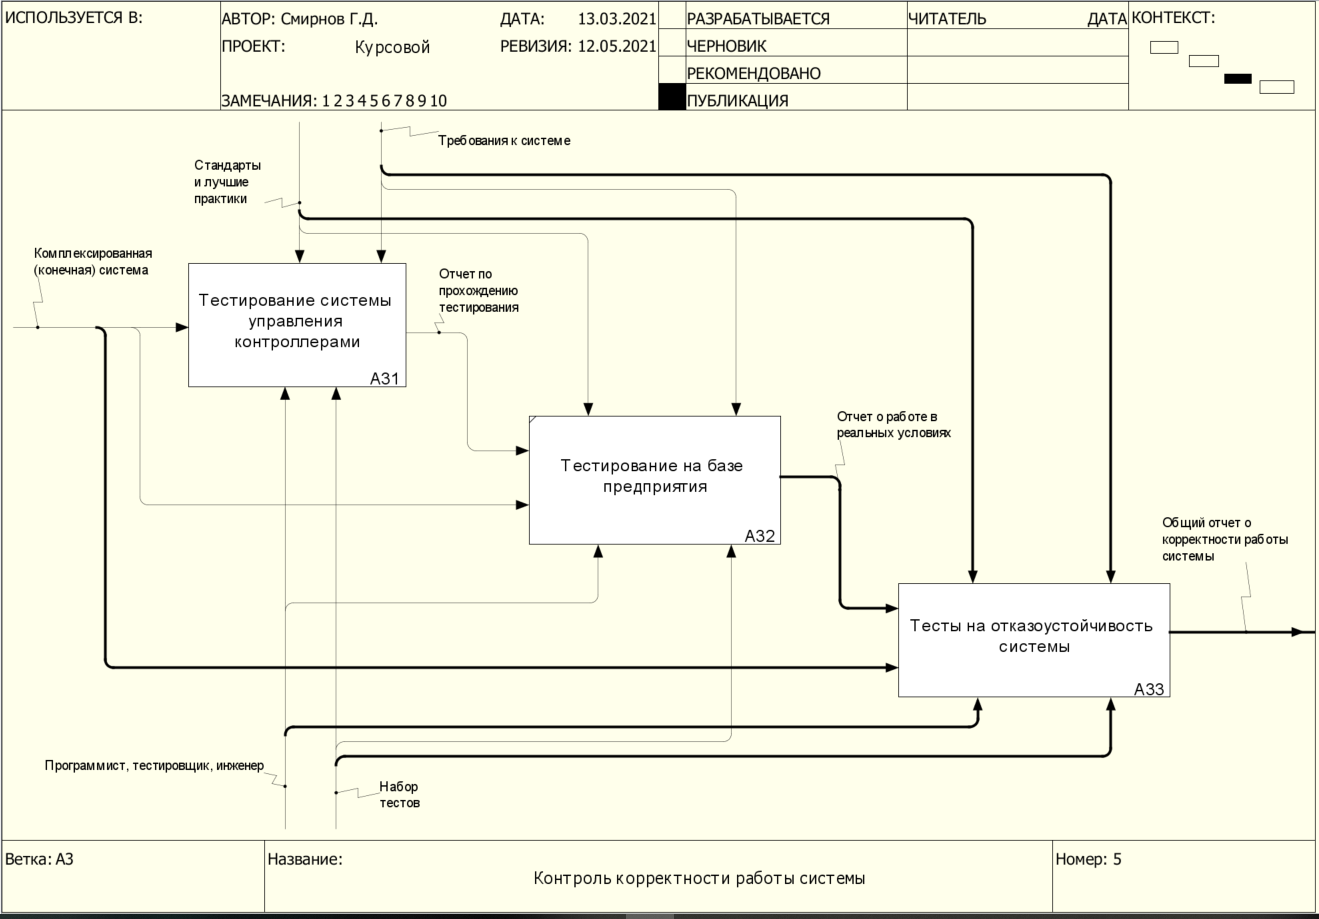 ИСПОЛЬЗУЕТСЯ В:
АВТОР: Смирнов Г.Д.
ДАТА: 13.03.2021
ПРОЕКТ: Курсовой
РЕВИЗИЯ: 12.05.2021
ЗАМЕЧАНИЯ: 1 2 3 4 5 6 7 8 9 10
РАЗРАБАТЫВАЕТСЯ
ЧЕРНОВИК
РЕКОМЕНДОВАНО
ПУБЛИКАЦИЯ
ЧИТАТЕЛЬ ДАТА
КОНТЕКСТ:
Требования к системе
Стандарты
и лучшие
практики
Комплексированная
(конечная) система
Тестирование системы
управления
контроллерами
А31
Отчет по
прохождению
тестирования
Тестирование на базе
предприятия
А32
Отчет о работе в
реальных условиях
Общий отчет о
корректности работы
системы
Тесты на отказоустойчивость
системы
А33
Программист, тестировщик, инженер
Набор
тестов
Ветка: А3
Название:
Контроль корректности работы системы
Номер: 5